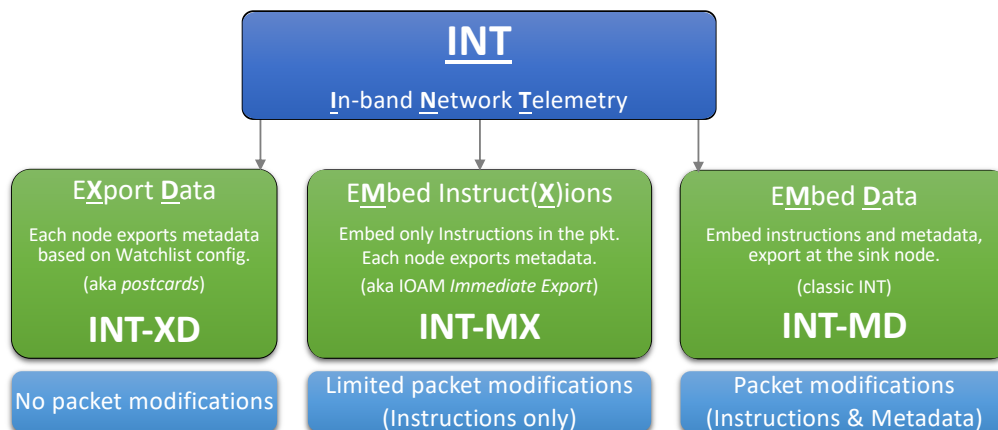 INT
In-band Network Telemetry
EXport Data
Each node exports metadata
based on Watchlist config.
(aka postcards)
INT-XD
No packet modifications
EMbed Instruct(X)ions
Embed only Instructions in the pkt.
Each node exports metadata.
(aka IOAM Immediate Export)
INT-MX
Limited packet modifications
(Instructions only)
EMbed Data
Embed instructions and metadata,
export at the sink node.
(classic INT)
INT-MD
Packet modifications
(Instructions & Metadata)